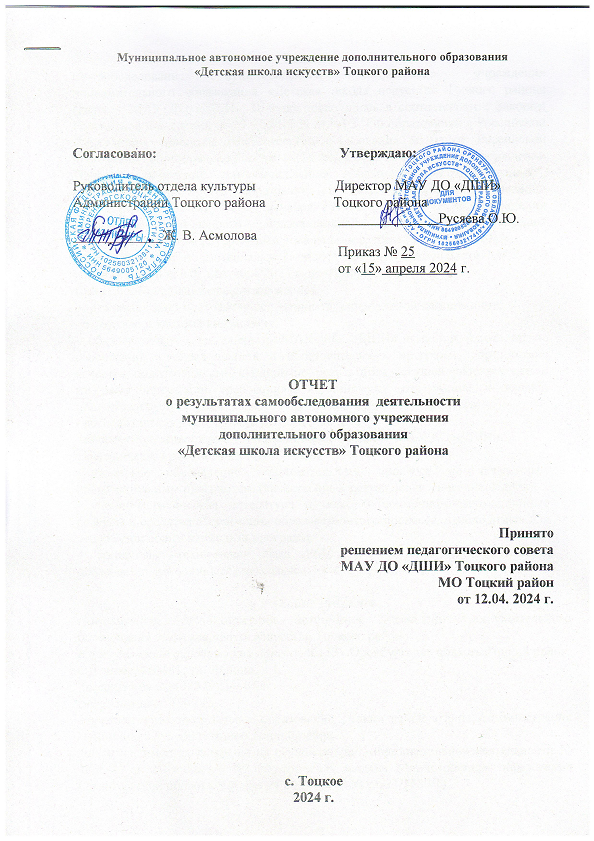 Муниципальное автономное учреждение дополнительного образования
«Детская школа искусств» Тоцкого района
Согласовано:
Руководитель отдела культуры
Администрации Тоцкого района
Ж. В. Асмолова
Утверждаю:
Директор МАУ ДО «ДШИ»
Тоцкого района
Русяева О.Ю.
Приказ № 25
от «15» апреля 2024 г.
ДЛЯ
ДОКУМЕНТОВ
ОТЧЕТ
о результатах самообследования деятельности
муниципального автономного учреждения
дополнительного образования
«Детская школа искусств» Тоцкого района
Принято
решением педагогического совета
МАУ ДО «ДШИ» Тоцкого района
МО Тоцкий район
от 12.04. 2024 г.
с. Тоцкое
2024 г.